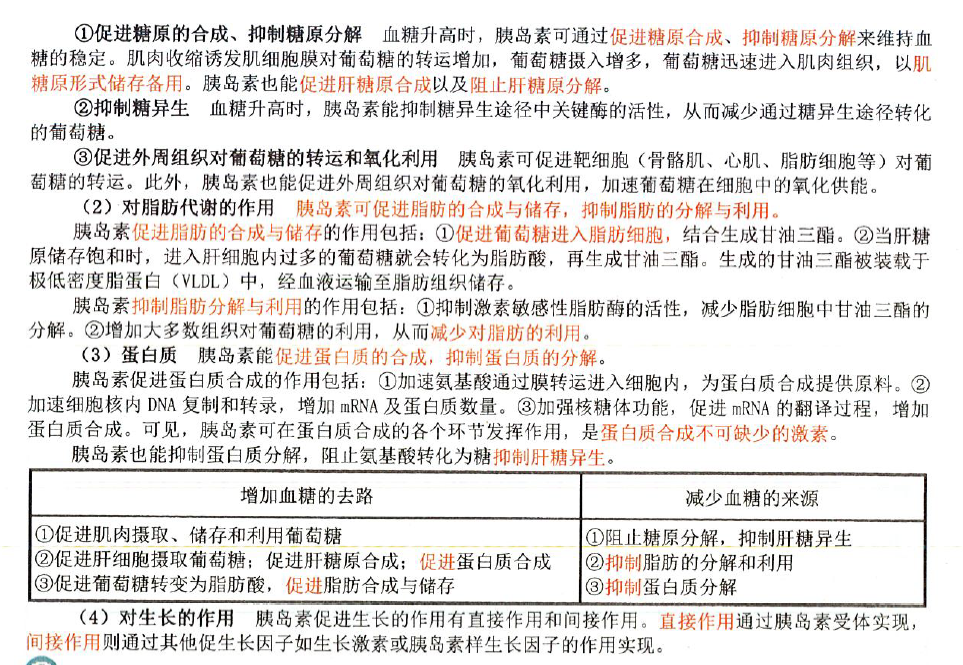 ①促进糖原的合成、抑制糖原分解 血糖升高时，胰岛素可通过促进糖原合成、抑制糖原分解来维持血
糖的稳定。肌肉收缩诱发肌细胞膜对葡萄糖的转运增加，葡萄糖摄入增多，葡萄糖迅速进入肌肉组织，以肌
糖原形式储存备用。胰岛素也能促进肝糖原合成以及阻止肝糖原分解。
②抑制糖异生 血糖升高时，胰岛素能抑制糖异生途径中关键酶的活性，从而减少通过糖异生途径转化
的葡萄糖。
③促进外周组织对葡萄糖的转运和氧化利用 胰岛素可促进靶细胞（骨骼肌、心肌、脂肪细胞等）对葡
萄糖的转运。此外，胰岛素也能促进外周组织对葡萄糖的氧化利用，加速葡萄糖在细胞中的氧化供能。
（2）对脂肪代谢的作用 胰岛素可促进脂肪的合成与储存，抑制脂肪的分解与利用。
胰岛素促进脂肪的合成与储存的作用包括：①促进葡萄糖进入脂肪细胞，结合生成甘油三酯。②当肝糖
原储存饱和时，进入肝细胞内过多的葡萄糖就会转化为脂肪酸，再生成甘油三酯。生成的甘油三酯被装载于
极低密度脂蛋白（VLDL）中，经血液运输至脂肪组织储存。
胰岛素抑制脂肪分解与利用的作用包括：①抑制激素敏感性脂肪酶的活性，减少脂肪细胞中甘油三酯的
分解。②增加大多数组织对葡萄糖的利用，从而减少对脂肪的利用。
（3）蛋白质 胰岛素能促进蛋白质的合成，抑制蛋白质的分解。
胰岛素促进蛋白质合成的作用包括：①加速氨基酸通过膜转运进入细胞内，为蛋白质合成提供原料。②
加速细胞核内 DNA 复制和转录，增加 mRNA 及蛋白质数量。③加强核糖体功能，促进 mRNA 的翻译过程，增加
蛋白质合成。可见，胰岛素可在蛋白质合成的各个环节发挥作用，是蛋白质合成不可缺少的激素。
胰岛素也能抑制蛋白质分解，阻止氨基酸转化为糖抑制肝糖异生。
增加血糖的去路 减少血糖的来源
①促进肌肉摄取、储存和利用葡萄糖 ①阻止糖原分解，抑制肝糖异生
②促进肝细胞摄取葡萄糖；促进肝糖原合成；促进蛋白质合成 ②抑制脂肪的分解和利用
③促进葡萄糖转变为脂肪酸，促进脂肪合成与储存 ③抑制蛋白质分解
（4）对生长的作用 胰岛素促进生长的作用有直接作用和间接作用。直接作用通过胰岛素受体实现，
间接作用则通过其他促生长因子如生长激素或胰岛素样生长因子的作用实现。